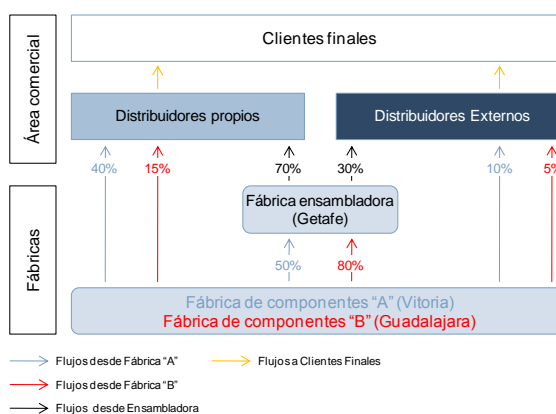 Área comercial
Clientes finales
Distribuidores propios
Distribuidores Externos
40%
15%
70%
30%
10%
5%
Fábricas
Fábrica ensambladora
(Getafe)
50%
80%
Fábrica de componentes "A" (Vitoria)
Fábrica de componentes "B" (Guadalajara)
Flujos desde Fábrica "A"
Flujos a Clientes Finales
Flujos desde Fábrica "B"
Flujos desde Ensambladora